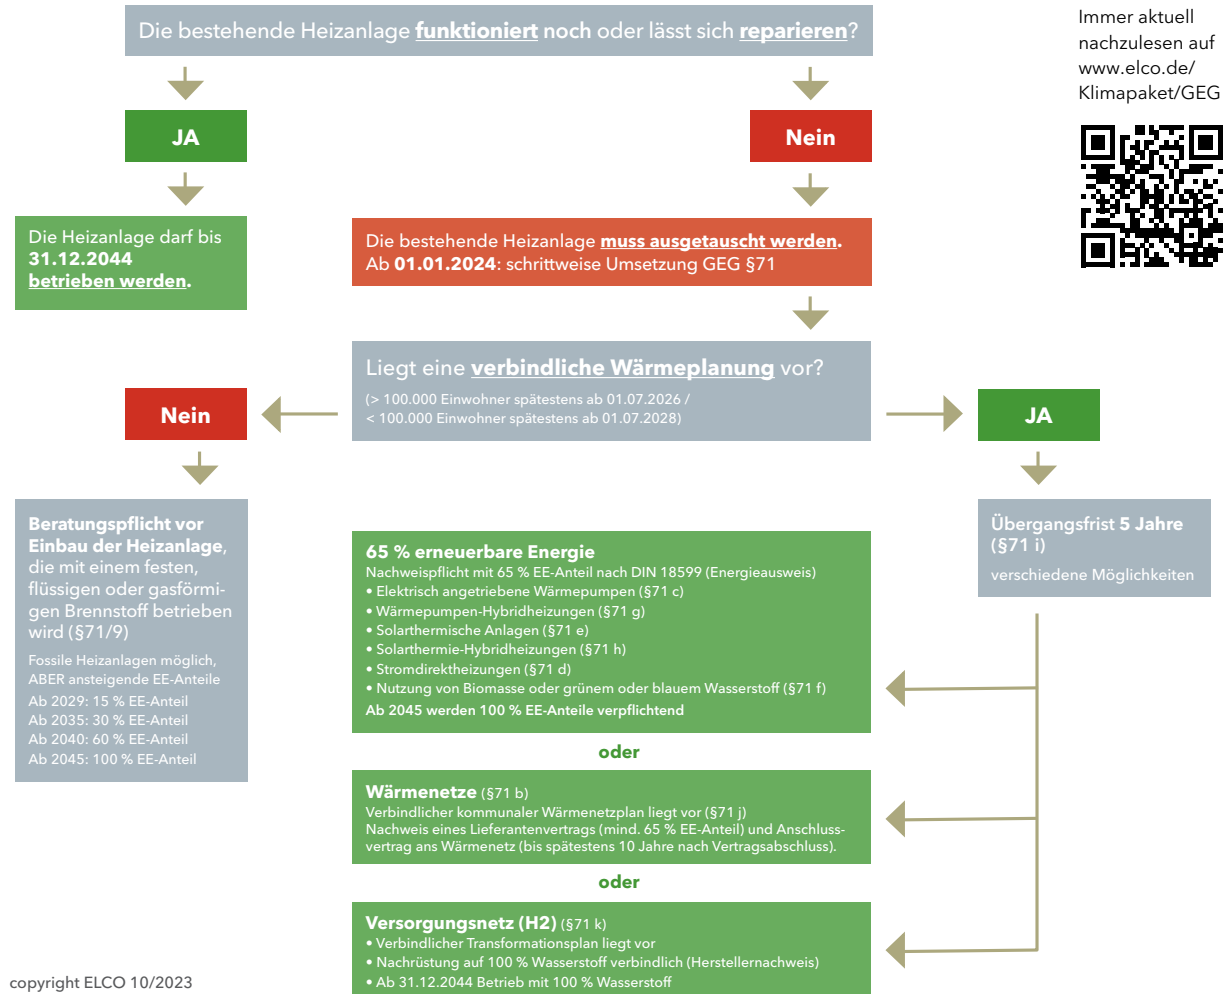 Die bestehende Heizanlage funktioniert noch oder lässt sich reparieren?
Immer aktuell
nachzulesen auf
www.elco.de/
Klimapaket/GEG
JA
Nein
Die Heizanlage darf bis
31.12.2044
betrieben werden.
Die bestehende Heizanlage muss ausgetauscht werden.
Ab 01.01.2024: schrittweise Umsetzung GEG §71
Liegt eine verbindliche Wärmeplanung vor?
(> 100.000 Einwohner spätestens ab 01.07.2026 /
< 100.000 Einwohner spätestens ab 01.07.2028)
Nein
JA
Beratungspflicht vor
Einbau der Heizanlage,
die mit einem festen,
flüssigen oder gasförmi-
gen Brennstoff betrieben
wird (§71/9)
Fossile Heizanlagen möglich,
ABER ansteigende EE-Anteile
Ab 2029: 15 % EE-Anteil
Ab 2035: 30 % EE-Anteil
Ab 2040: 60 % EE-Anteil
Ab 2045: 100 % EE-Anteil
65 % erneuerbare Energie
Nachweispflicht mit 65 % EE-Anteil nach DIN 18599 (Energieausweis)
• Elektrisch angetriebene Wärmepumpen (§71 c)
• Wärmepumpen-Hybridheizungen (§71 g)
• Solarthermische Anlagen (§71 e)
• Solarthermie-Hybridheizungen (§71 h)
• Stromdirektheizungen (§71 d)
• Nutzung von Biomasse oder grünem oder blauem Wasserstoff (§71 f)
Ab 2045 werden 100 % EE-Anteile verpflichtend
Übergangsfrist 5 Jahre
(§71 i)
verschiedene Möglichkeiten
oder
Wärmenetze (§71 b)
Verbindlicher kommunaler Wärmenetzplan liegt vor (§71 j)
Nachweis eines Lieferantenvertrags (mind. 65 % EE-Anteil) und Anschluss-
vertrag ans Wärmenetz (bis spätestens 10 Jahre nach Vertragsabschluss).
oder
Versorgungsnetz (H2) (§71 k)
• Verbindlicher Transformationsplan liegt vor
• Nachrüstung auf 100 % Wasserstoff verbindlich (Herstellernachweis)
• Ab 31.12.2044 Betrieb mit 100 % Wasserstoff
copyright ELCO 10/2023